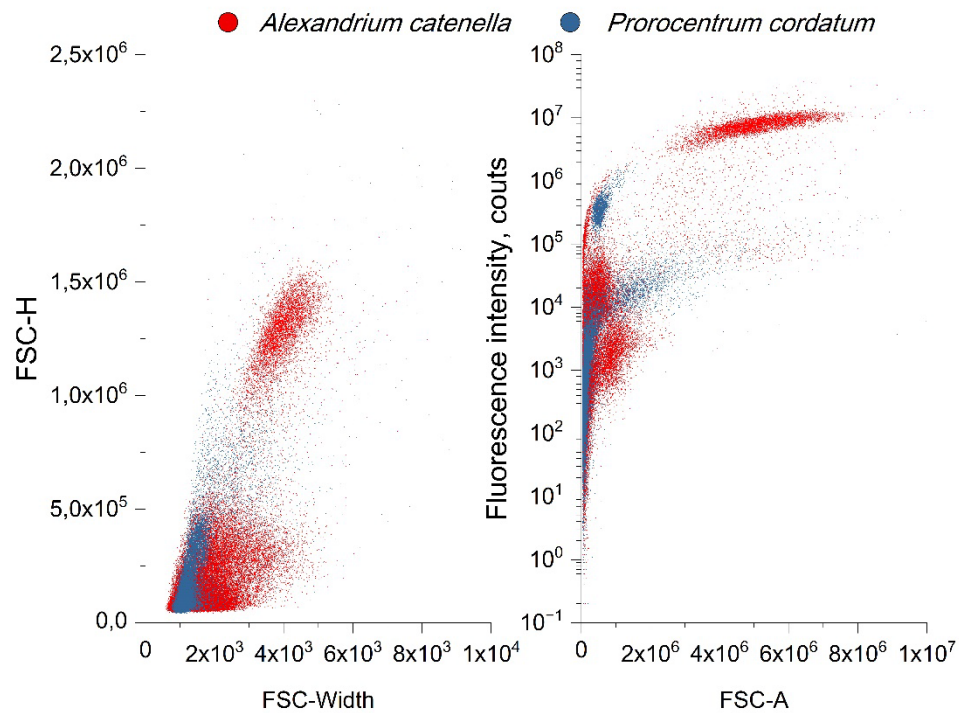 Alexandrium catenella Prorocentrum cordatum
FSC-H
2,5x10⁶
2,0x10⁶
1,5x10⁶
1,0x10⁶
5,0x10⁵
0,0
0 2x10³ 4x10³ 6x10³ 8x10³ 1x10⁴
FSC-Width
Fluorescence intensity, couts
10⁸
10⁷
10⁶
10⁵
10⁴
10³
10²
10¹
10⁰
10⁻¹
0 2x10⁶ 4x10⁶ 6x10⁶ 8x10⁶ 1x10⁷
FSC-A